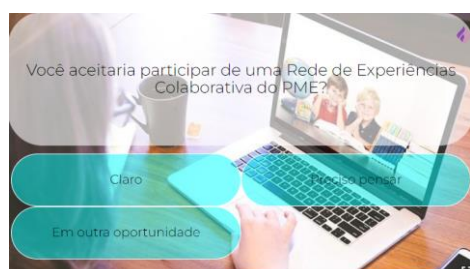 Você aceitaria participar de uma Rede de Experiências
Colaborativa do PME?
Claro
Preciso pensar
Em outra oportunidade